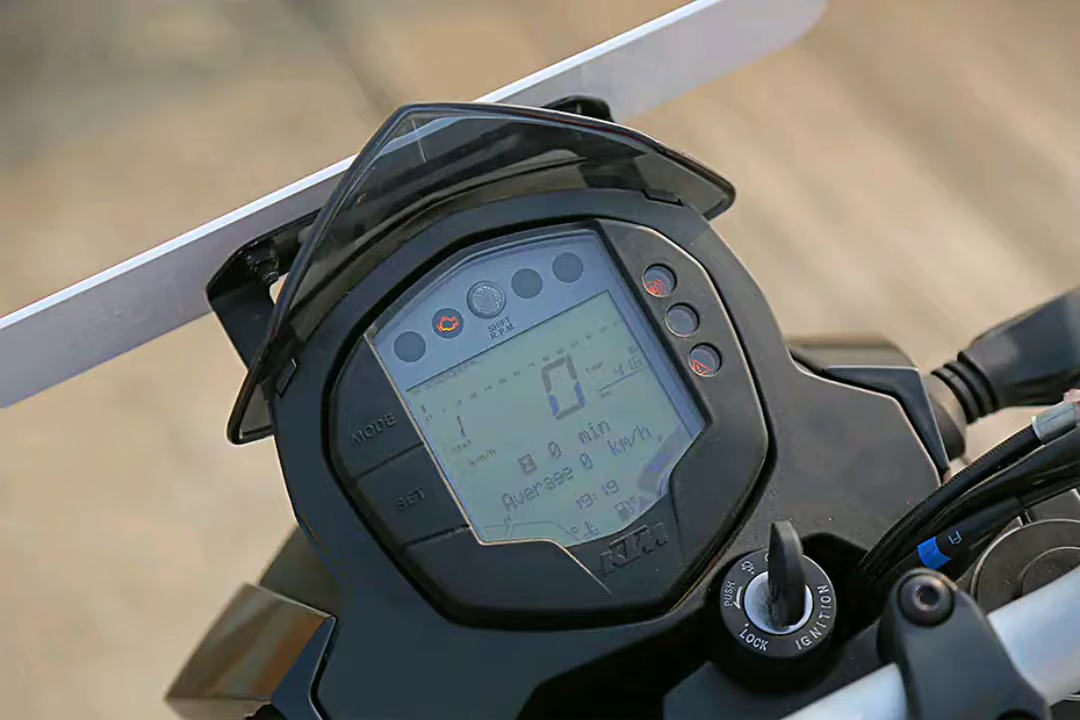 SHIFT
R.P.M.
0
MODE
1
km/h
0 min
SET
Average 0 km/h
19:19
KTM
PUSH
LOCK
IGNITION